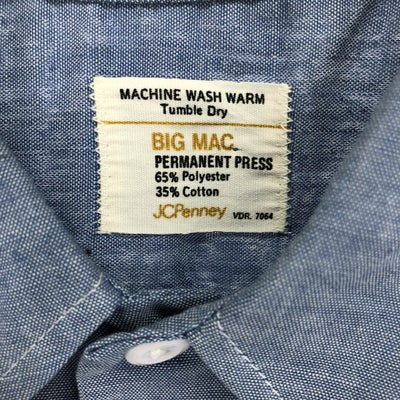 MACHINE WASH WARM
Tumble Dry
BIG MAC
PERMANENT PRESS
65% Polyester
35% Cotton
JCPenney VDR. 7064